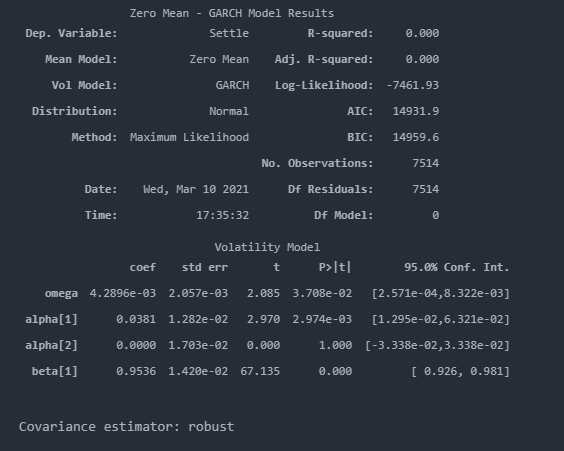 Zero Mean - GARCH Model Results
Dep. Variable: Settle R-squared: 0.000
Mean Model: Zero Mean Adj. R-squared: 0.000
Vol Model: GARCH Log-Likelihood: -7461.93
Distribution: Normal AIC: 14931.9
Method: Maximum Likelihood BIC: 14959.6
No. Observations: 7514
Date: Wed, Mar 10 2021 Df Residuals: 7514
Time: 17:35:32 Df Model: 0
Volatility Model
coef std err t P>|t| 95.0% Conf. Int.
omega 4.2896e-03 2.057e-03 2.085 3.708e-02 [2.571e-04,8.322e-03]
alpha[1] 0.0381 1.282e-02 2.970 2.974e-03 [1.295e-02,6.321e-02]
alpha[2] 0.0000 1.703e-02 0.000 1.000 [-3.338e-02,3.338e-02]
beta[1] 0.9536 1.420e-02 67.135 0.000 [ 0.926, 0.981]
Covariance estimator: robust